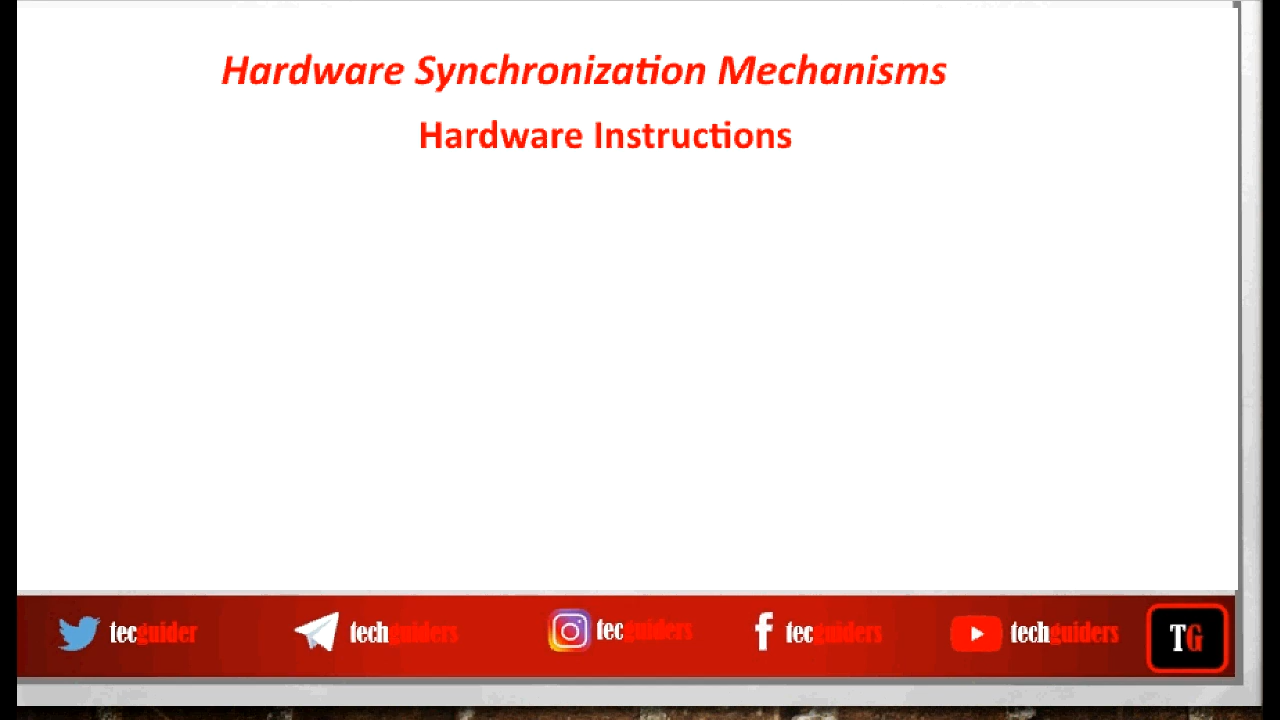 Hardware Synchronization Mechanisms
Hardware Instructions
tecguider techguiders tecguiders tecguiders techguiders TG